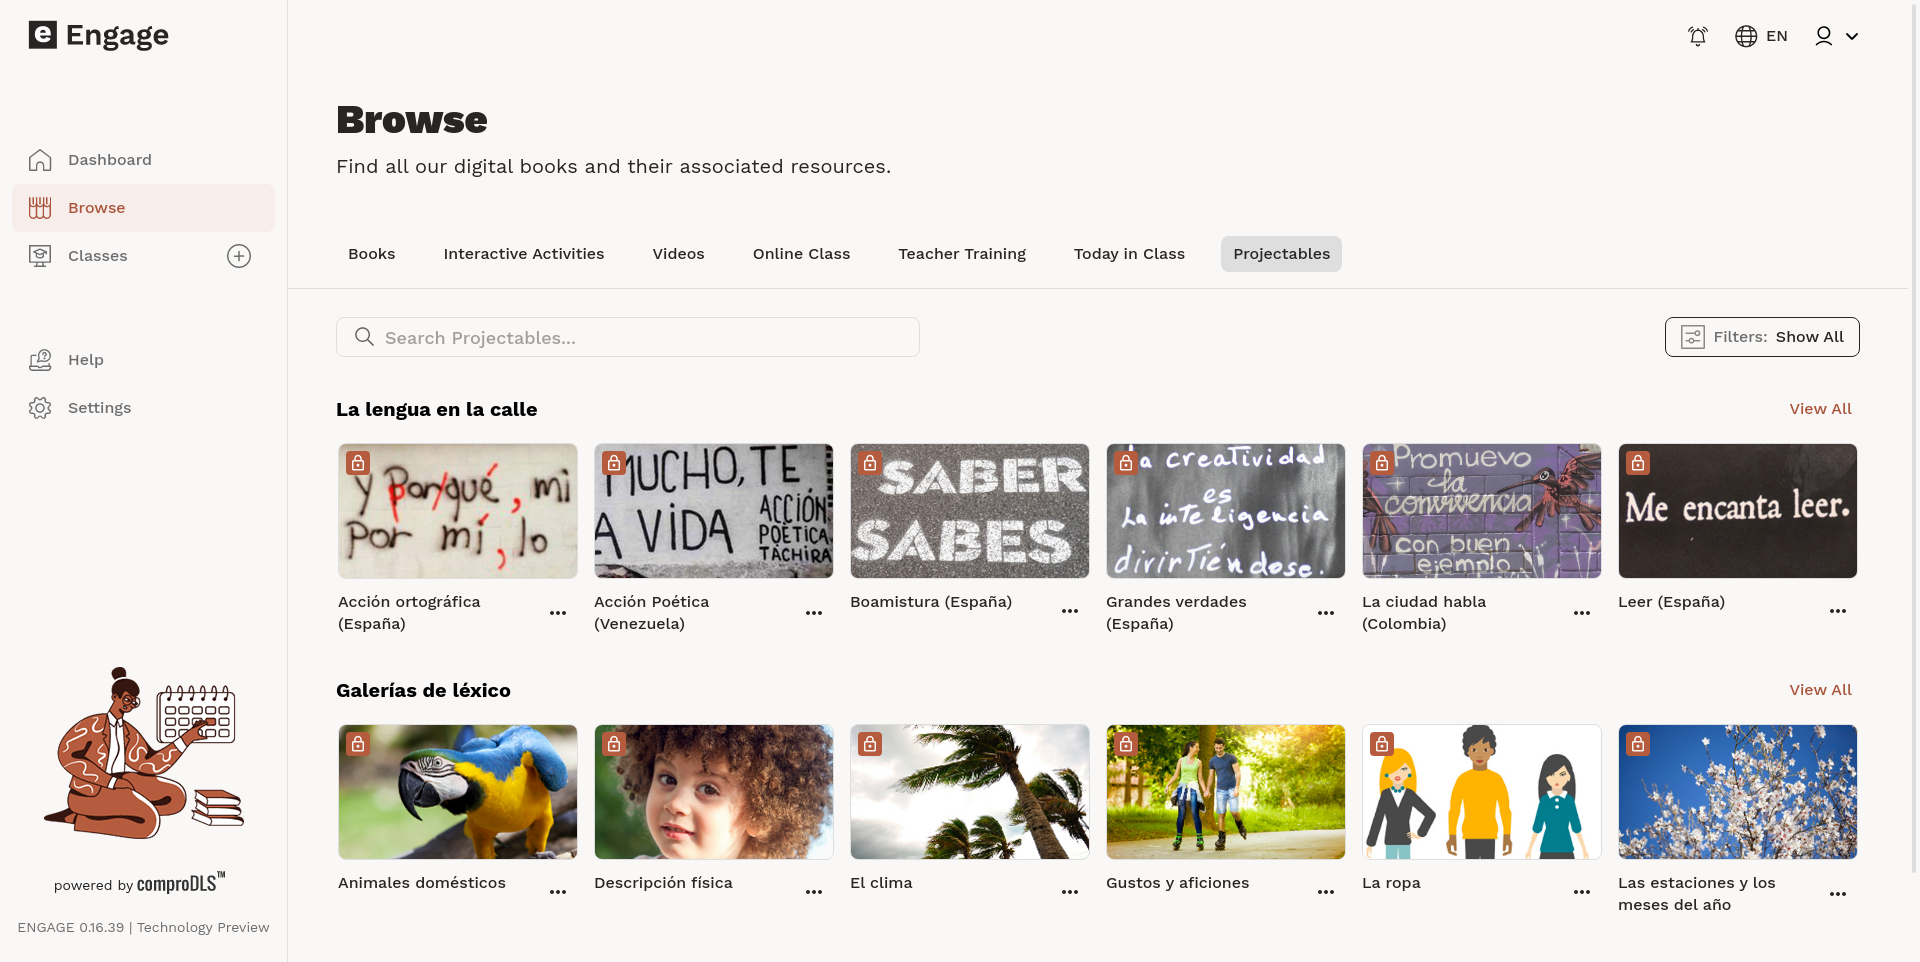 e Engage
EN
Dashboard
Browse
Classes
Help
Settings
powered by comproDLS™
ENGAGE 0.16.39 | Technology Preview
Browse
Find all our digital books and their associated resources.
Books
Interactive Activities
Videos
Online Class
Teacher Training
Today in Class
Projectables
Search Projectables...
Filters: Show All
La lengua en la calle
View All
y porqué, mi
por mí, lo
Acción ortográfica
(España)
MUCHO, TE
A VIDA
ACCIÓN
POÉTICA
TÁCHIRA
Acción Poética
(Venezuela)
SABER
SABES
Boamistura (España)
La creatividad
es
La inteligencia
divirtiéndose.
Grandes verdades
(España)
Promuevo
la
convivencia
con buen
ejemplo
La ciudad habla
(Colombia)
Me encanta leer.
Leer (España)
Galerías de léxico
View All
Animales domésticos
Descripción física
El clima
Gustos y aficiones
La ropa
Las estaciones y los
meses del año